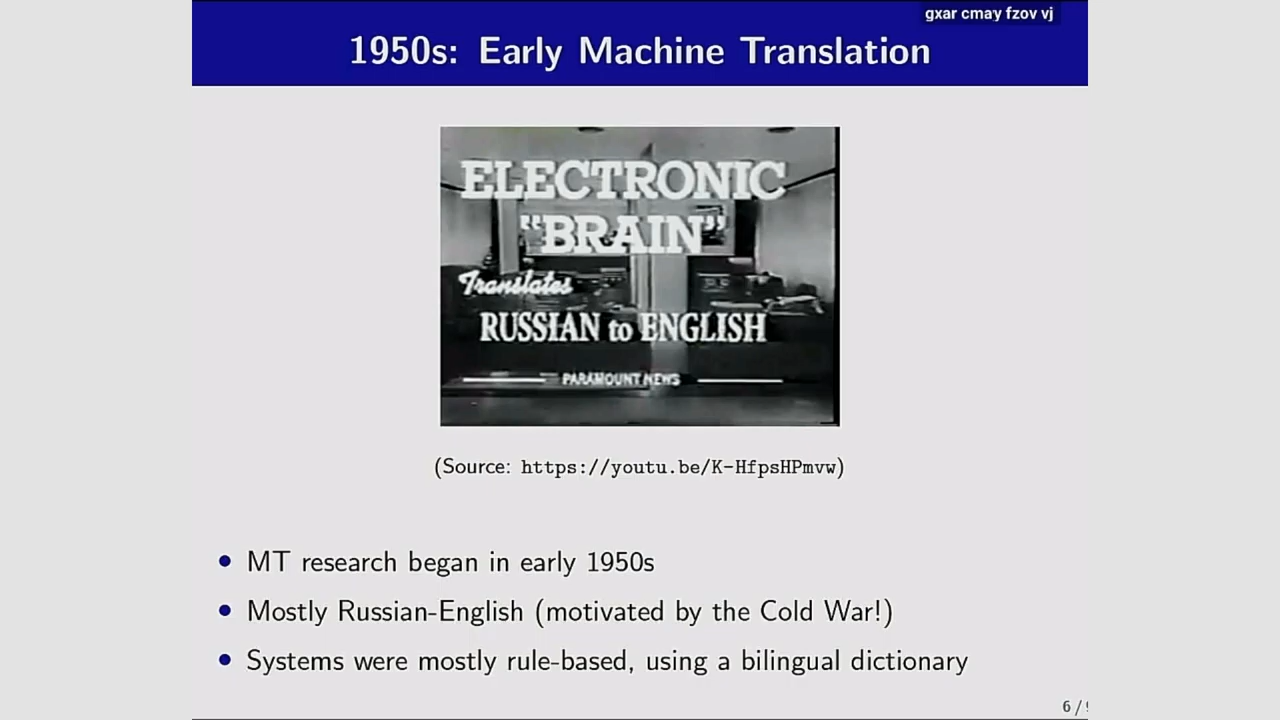 gxar cmay fzov vj
1950s: Early Machine Translation
ELECTRONIC
"BRAIN"
Translates
RUSSIAN to ENGLISH
PARAMOUNT NEWS
(Source: https://youtu.be/K-HfpsHPmvw)
• MT research began in early 1950s
• Mostly Russian-English (motivated by the Cold War!)
• Systems were mostly rule-based, using a bilingual dictionary
6 /